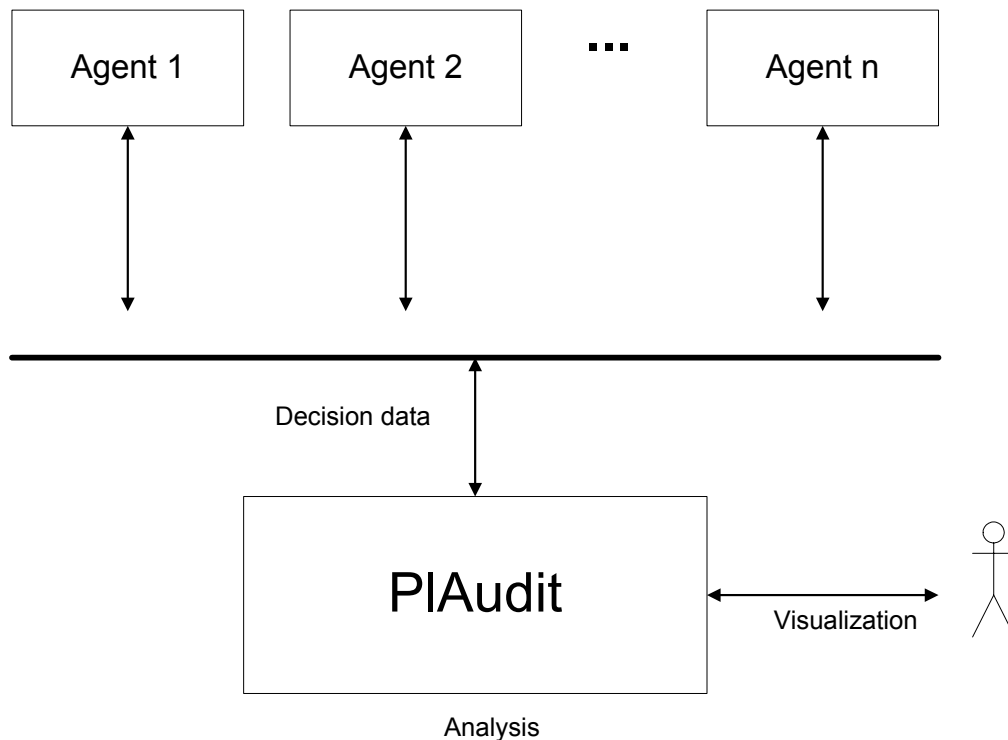 Agent 1
Agent 2
...
Agent n
Decision data
PlAudit
Visualization
Analysis